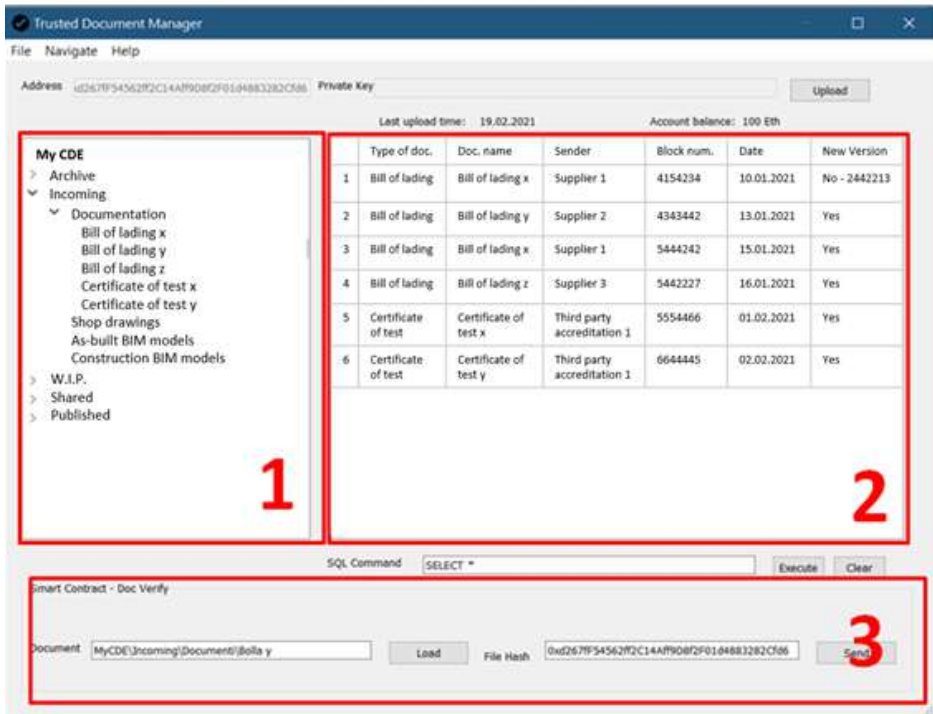 Trusted Document Manager
File Navigate Help
Address Private Key Upload
Last upload time: 19.02.2021 Account balance: 100 Eth
My CDE
Archive
Incoming
Documentation
Bill of lading x
Bill of lading y
Bill of lading z
Certificate of test x
Certificate of test y
Shop drawings
As-built BIM models
Construction BIM models
W.I.P.
Shared
Published
1
Type of doc. Doc. name Sender Block num. Date New Version
1 Bill of lading Bill of lading x Supplier 1 4154234 10.01.2021 No - 2442213
2 Bill of lading Bill of lading y Supplier 2 4343442 13.01.2021 Yes
3 Bill of lading Bill of lading x Supplier 1 5444242 15.01.2021 Yes
4 Bill of lading Bill of lading z Supplier 3 5442227 16.01.2021 Yes
5 Certificate of test Certificate of test x Third party accreditation 1 5554466 01.02.2021 Yes
6 Certificate of test Certificate of test y Third party accreditation 1 6644445 02.02.2021 Yes
2
SQL Command SELECT * Execute Clear
Smart Contract - Doc Verify
Document MyCDE\Incoming\Documenti\Bolla y Load File Hash 0xd267fF54562ff2C14Aff9D8f2F01d4883282Cfd6 Send
3